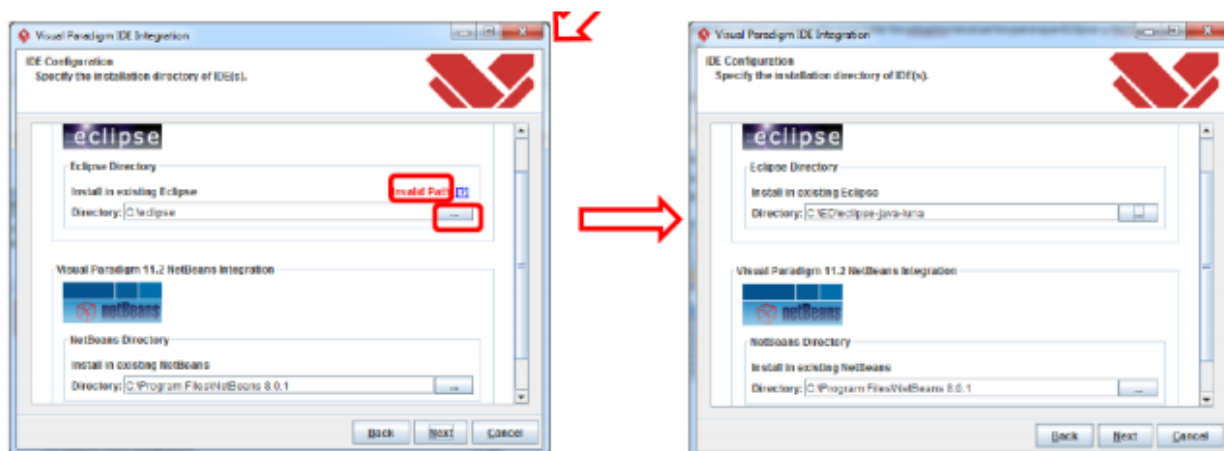 Visual Paradigm IDE Integration
IDE Configuration
Specify the installation directory of IDE(s).
eclipse
Eclipse Directory
Install in existing Eclipse
Invalid Path [?]
Directory: C:\eclipse
...
Visual Paradigm 11.2 NetBeans Integration
netBeans
NetBeans Directory
Install in existing NetBeans
Directory: C:\Program Files\NetBeans 8.0.1
...
Back Next Cancel
Visual Paradigm IDE Integration
IDE Configuration
Specify the installation directory of IDE(s).
eclipse
Eclipse Directory
Install in existing Eclipse
Directory: C:\ED\eclipse-java-luna
Visual Paradigm 11.2 NetBeans Integration
netBeans
NetBeans Directory
Install in existing NetBeans
Directory: C:\Program Files\NetBeans 8.0.1
...
Back Next Cancel